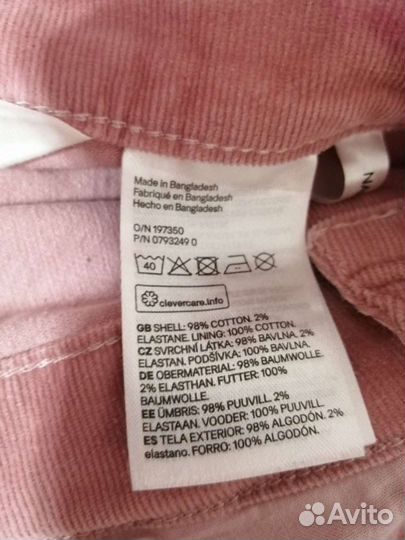 Made in Bangladesh
Fabriqué en Bangladesh
Hecho en Bangladesh
O/N 197350
P/N 0793249 0
40
clevercare.info
GB SHELL: 98% COTTON. 2%
ELASTANE. LINING: 100% COTTON.
CZ SVRCHNÍ LÁTKA: 98% BAVLNA. 2%
ELASTAN. PODŠÍVKA: 100% BAVLNA.
DE OBERMATERIAL: 98% BAUMWOLLE.
2% ELASTHAN. FUTTER: 100%
BAUMWOLLE.
EE ÜMBRIS: 98% PUUVILL. 2%
ELASTAAN. VOODER: 100% PUUVILL.
ES TELA EXTERIOR: 98% ALGODÓN. 2%
elastano. FORRO: 100% ALGODÓN.
Avito